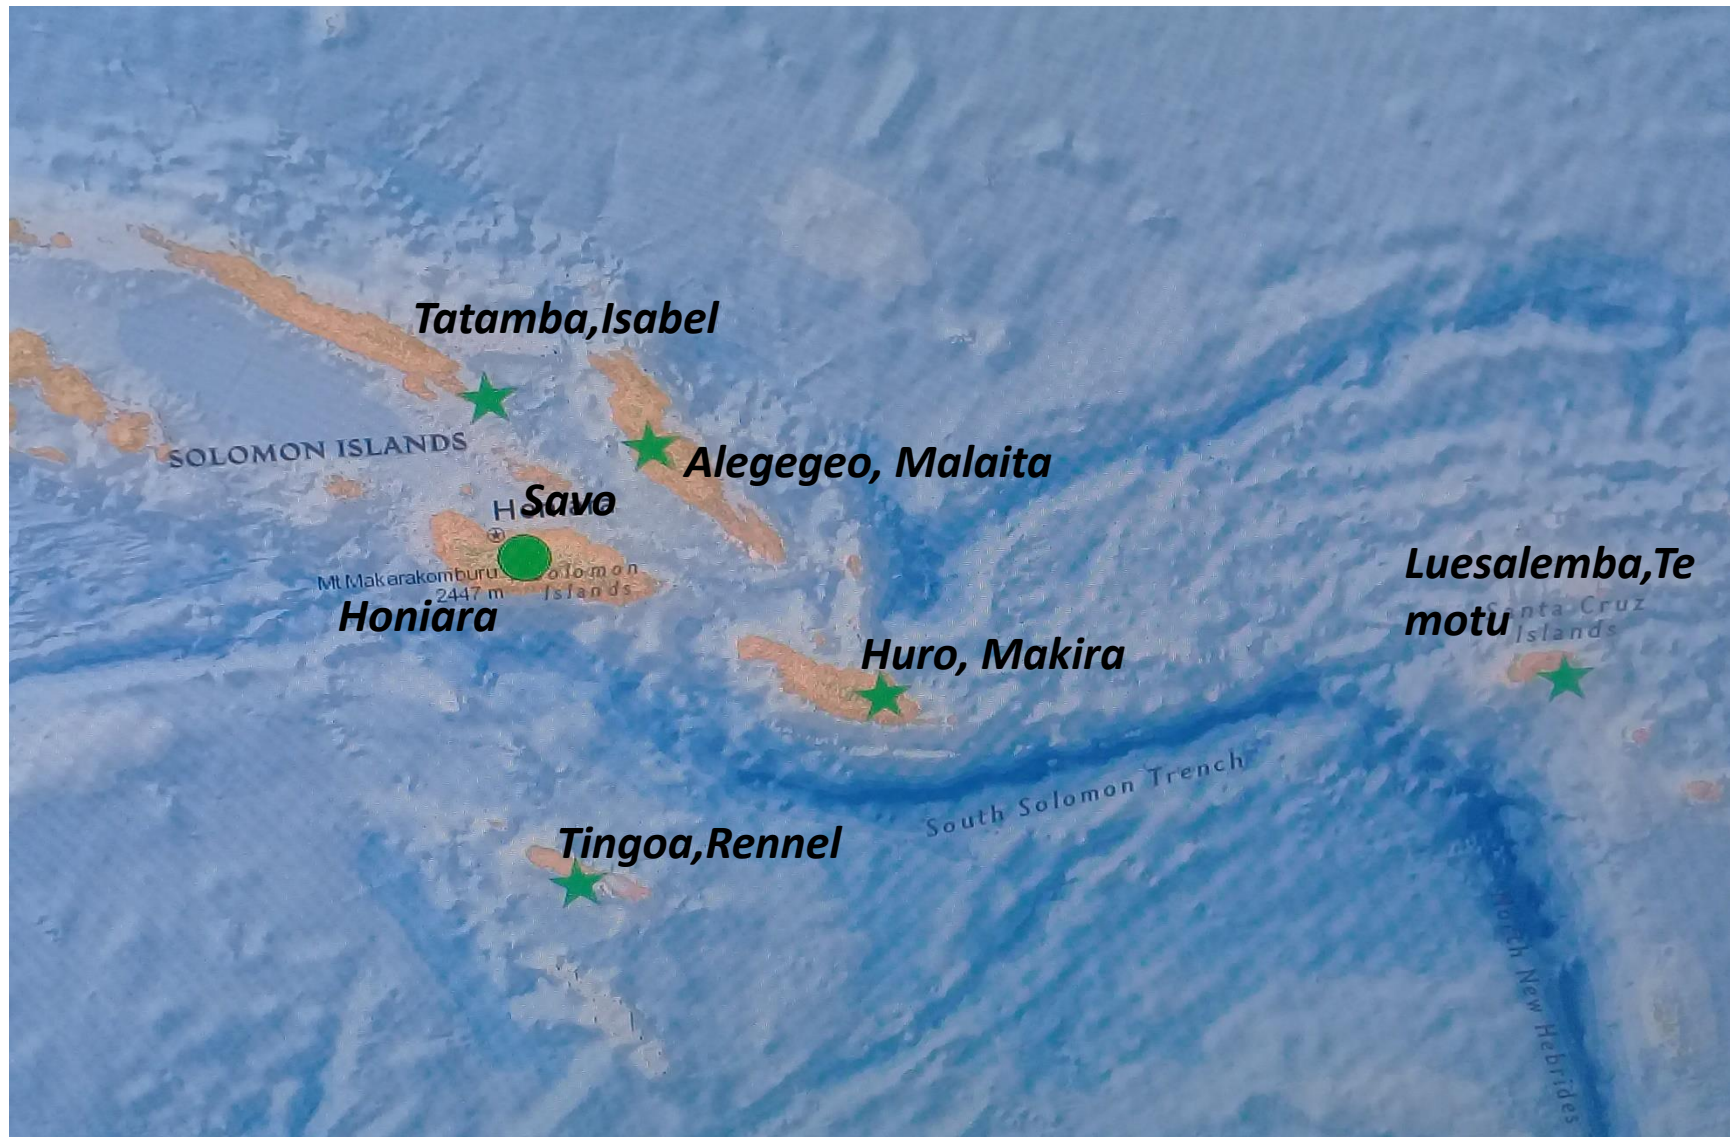 Tatamba,Isabel
SOLOMON ISLANDS
Alegegeo, Malaita
Savo
Honiara
Mt Makarakomburu
2447 m
Solomon
Islands
Honiara
Luesalemba,Te
motu
Santa Cruz
Islands
Huro, Makira
South Solomon Trench
Tingoa,Rennel
North New Hebrides